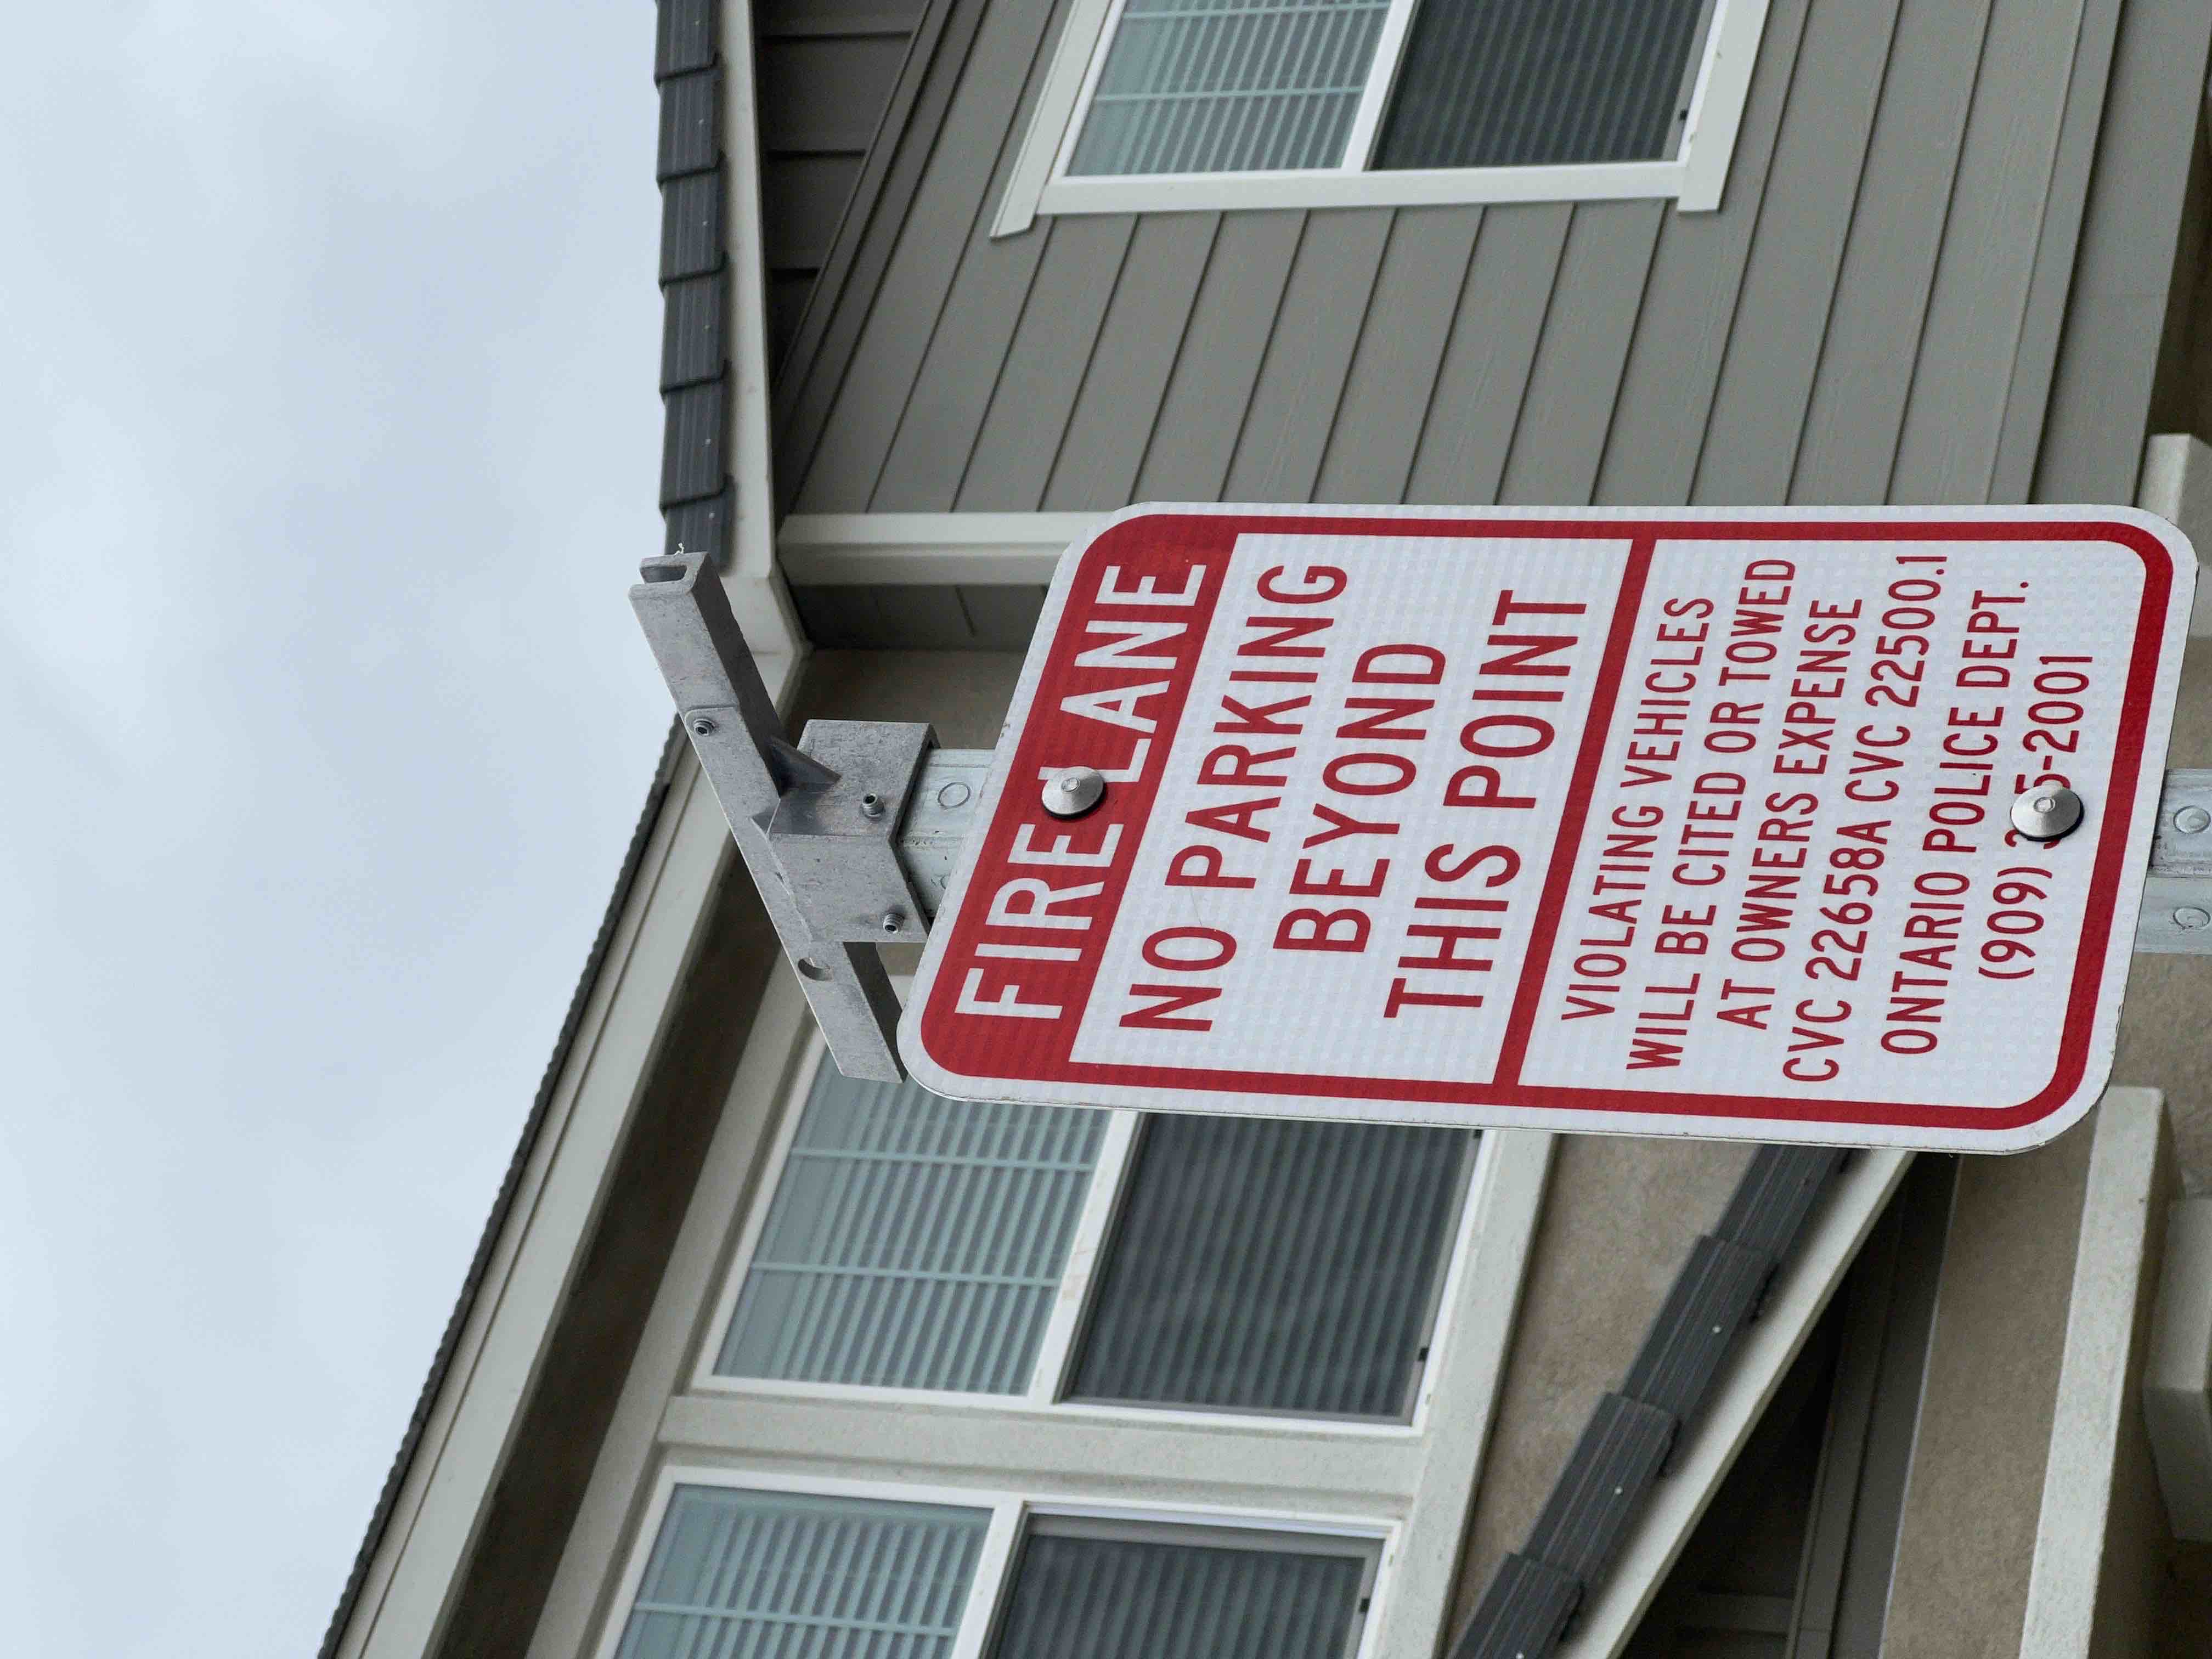 FIRE LANE
NO PARKING
BEYOND
THIS POINT
VIOLATING VEHICLES
WILL BE CITED OR TOWED
AT OWNERS EXPENSE
CVC 22658A CVC 22500.1
ONTARIO POLICE DEPT.
(909)